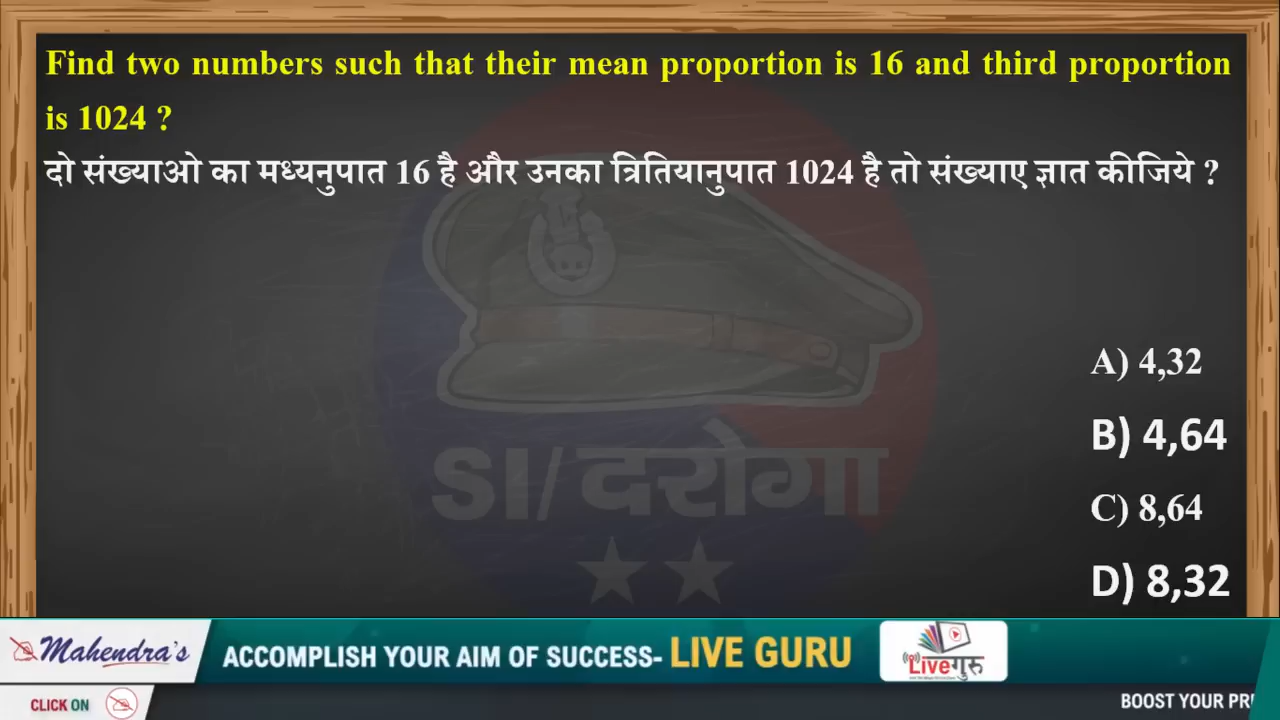 Find two numbers such that their mean proportion is 16 and third proportion
is 1024 ?
दो संख्याओ का मध्यनुपात 16 है और उनका त्रितियानुपात 1024 है तो संख्याए ज्ञात कीजिये ?
SI/दरोगा
A) 4,32
B) 4,64
C) 8,64
D) 8,32
Mahendra's
ACCOMPLISH YOUR AIM OF SUCCESS- LIVE GURU
Liveगुरु
CLICK ON
BOOST YOUR PRE